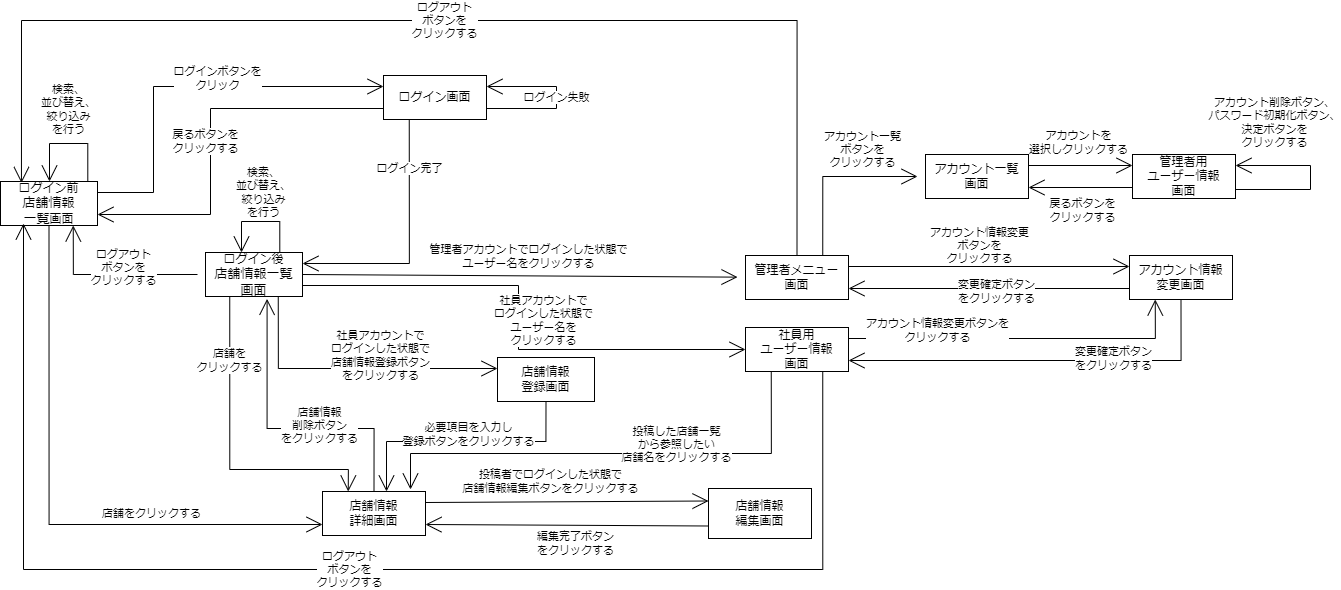 ログアウト
ボタンを
クリックする
ログインボタンを
クリック
ログイン画面
ログイン失敗
検索、
並び替え、
絞り込み
を行う
戻るボタンを
クリックする
ログイン完了
ログイン前
店舗情報
一覧画面
検索、
並び替え、
絞り込み
を行う
ログアウト
ボタンを
クリックする
ログイン後
店舗情報一覧
画面
管理者アカウントでログインした状態で
ユーザー名をクリックする
アカウント一覧
ボタンを
クリックする
アカウント一覧
画面
アカウントを
選択しクリックする
戻るボタンを
クリックする
管理者用
ユーザー情報
画面
アカウント削除ボタン、
パスワード初期化ボタン、
決定ボタンを
クリックする
管理者メニュー
画面
アカウント情報変更
ボタンを
クリックする
変更確定ボタン
をクリックする
アカウント情報
変更画面
社員アカウントで
ログインした状態で
ユーザー名を
クリックする
社員用
ユーザー情報
画面
アカウント情報変更ボタンを
クリックする
変更確定ボタン
をクリックする
店舗を
クリックする
社員アカウントで
ログインした状態で
店舗情報登録ボタン
をクリックする
店舗情報
登録画面
店舗情報
削除ボタン
をクリックする
必要項目を入力し
登録ボタンをクリックする
投稿した店舗一覧
から参照したい
店舗名をクリックする
投稿者でログインした状態で
店舗情報編集ボタンをクリックする
店舗をクリックする
店舗情報
詳細画面
店舗情報
編集画面
編集完了ボタン
をクリックする
ログアウト
ボタンを
クリックする